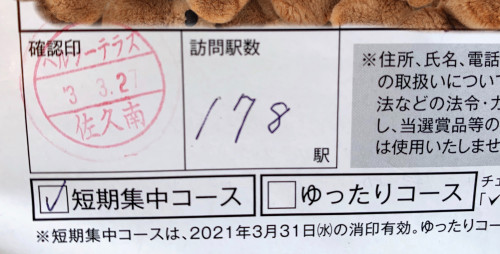 確認印
訪問駅数
ヘルシーテラス
3 3.27
佐久南
178
駅
※住所、氏名、電話
の取扱いについ
法などの法令・ガ
し、当選賞品等の
は使用いたしませ
✓ 短期集中コース
ゆったりコース
チェ
「✓
※短期集中コースは、2021年3月31日㈬の消印有効。ゆったりコー